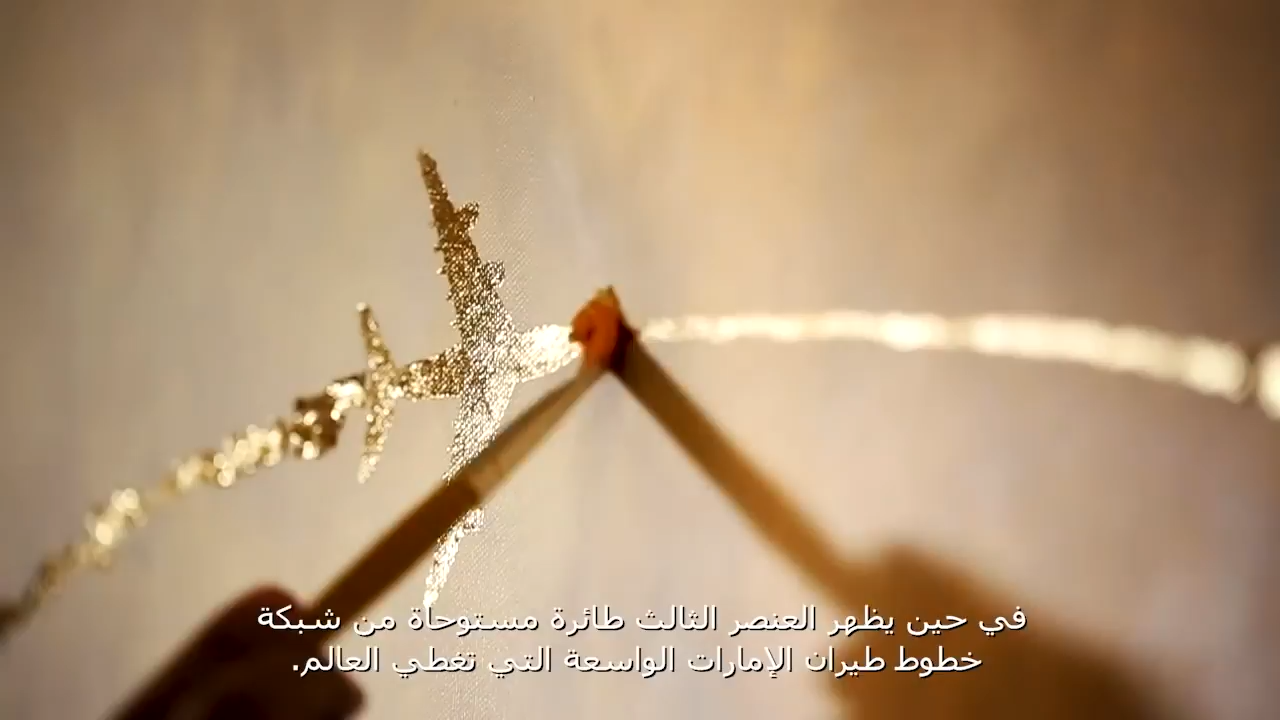 في حين يظهر العنصر الثالث طائرة مستوحاة من شبكة
خطوط طيران الإمارات الواسعة التي تغطي العالم.